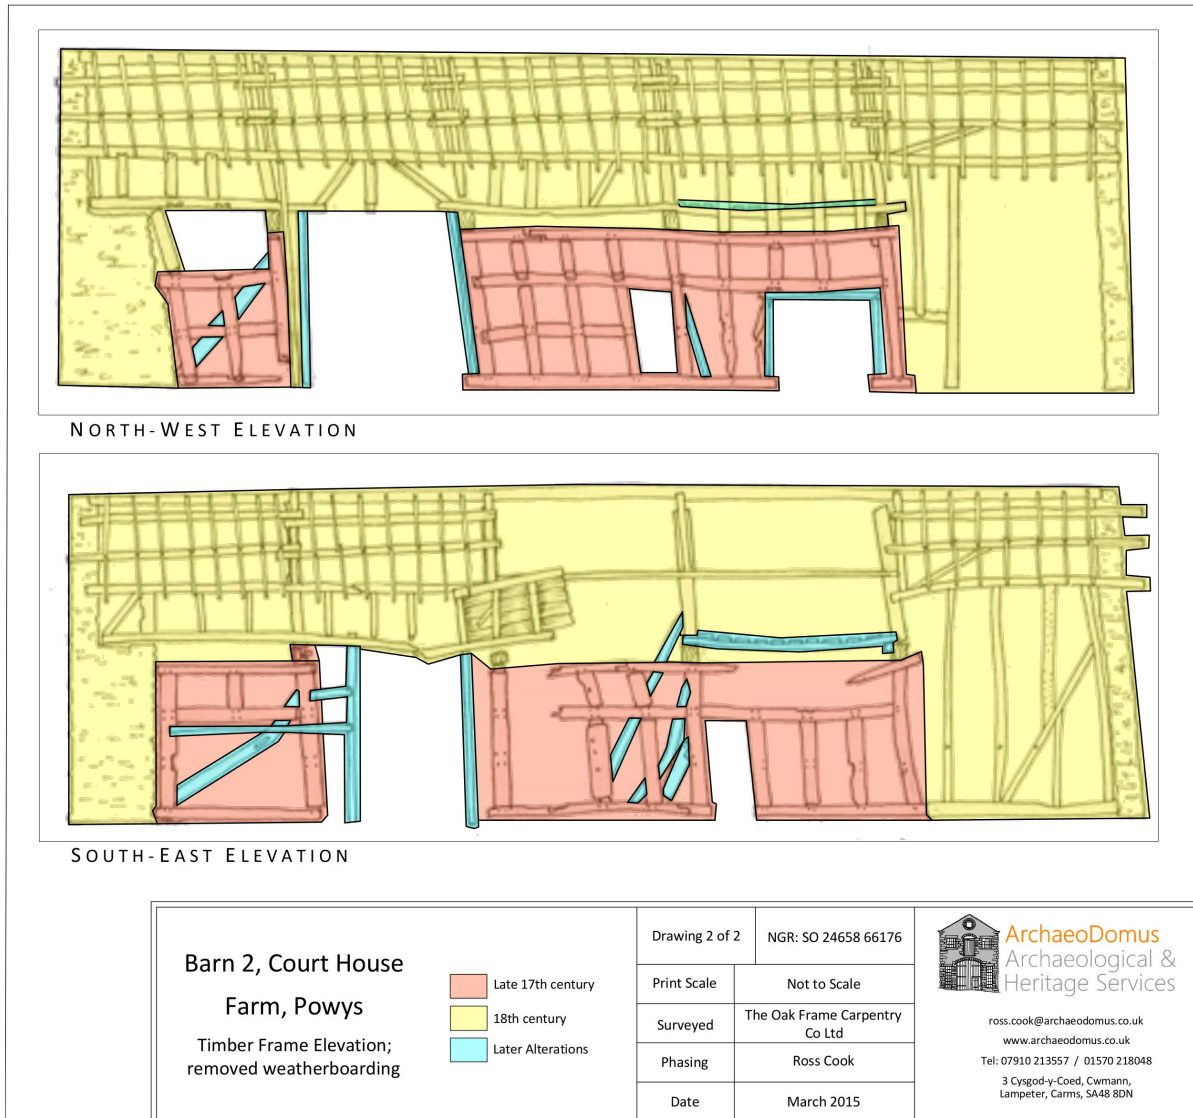 NORTH-WEST ELEVATION
SOUTH-EAST ELEVATION
Barn 2, Court House
Farm, Powys
Timber Frame Elevation;
removed weatherboarding
Late 17th century
18th century
Later Alterations
Drawing 2 of 2
NGR: SO 24658 66176
Print Scale
Not to Scale
Surveyed
The Oak Frame Carpentry
Co Ltd
Phasing
Ross Cook
Date
March 2015
ArchaeoDomus
Archaeological &
Heritage Services
ross.cook@archaeodomus.co.uk
www.archaeodomus.co.uk
Tel: 07910 213557 / 01570 218048
3 Cysgod-y-Coed, Cwmann,
Lampeter, Carms, SA48 8DN